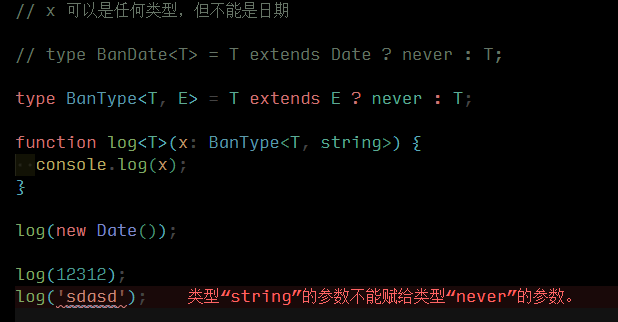 // x 可以是任何类型，但不能是日期
// type BanDate<T> = T extends Date ? never : T;
type BanType<T, E> = T extends E ? never : T;
function log<T>(x: BanType<T, string>) {
console.log(x);
}
log(new Date());
log(12312);
log('sdasd'); 类型“string”的参数不能赋给类型“never”的参数。